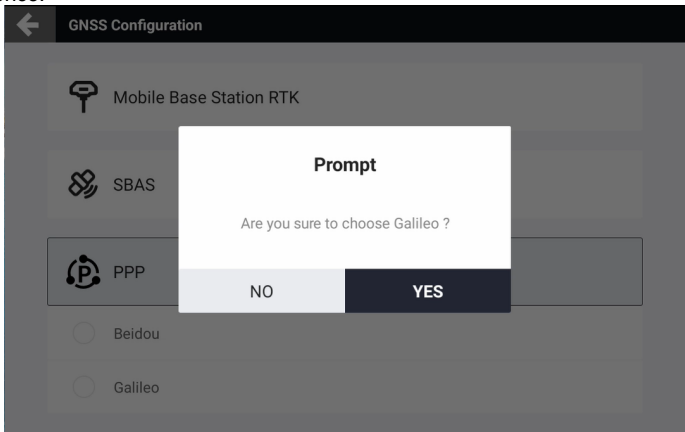 GNSS Configuration
Mobile Base Station RTK
SBAS
PPP
Prompt
Are you sure to choose Galileo ?
NO
YES
Beidou
Galileo